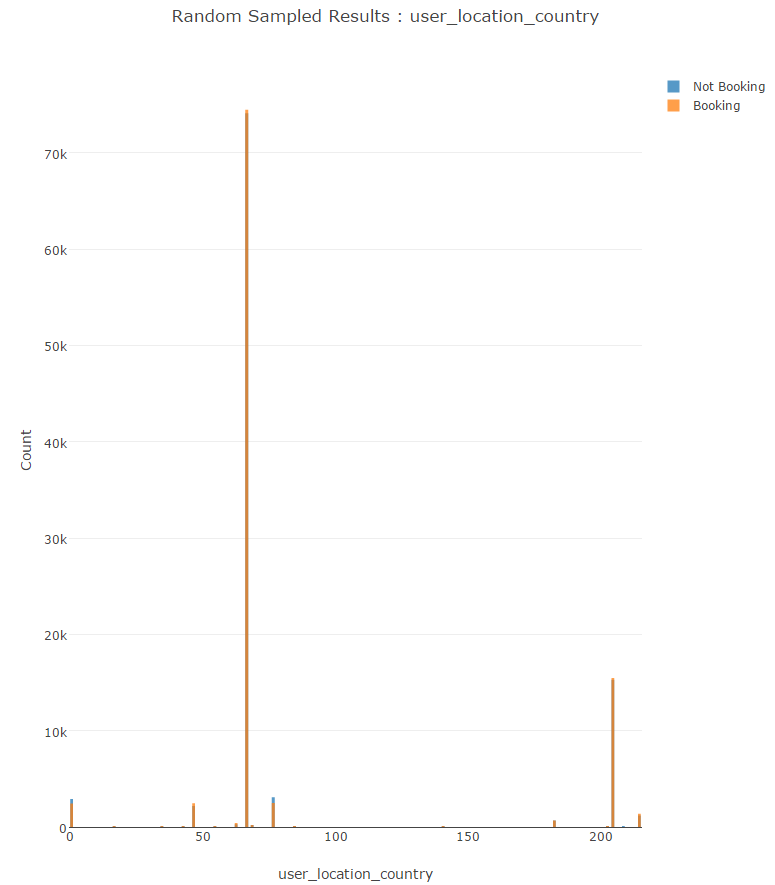 Random Sampled Results : user_location_country
Not Booking
Booking
70k
60k
50k
40k
30k
20k
10k
0
Count
0
50
100
150
200
user_location_country